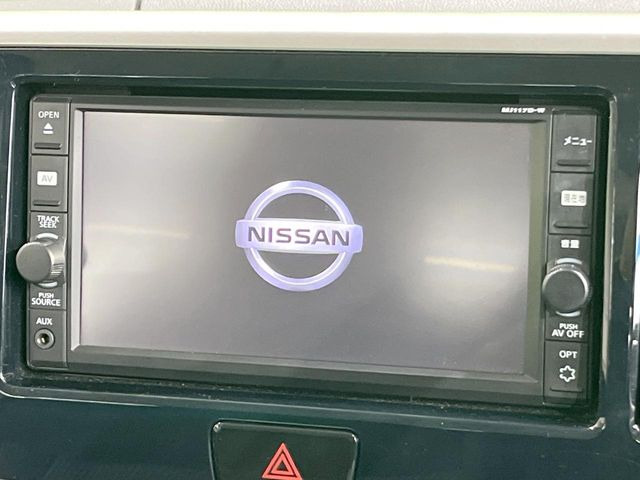 MJ117D-W
OPEN
AV
TRACK
SEEK
PUSH
SOURCE
AUX
NISSAN
メニュー
現在地
音量
PUSH
AV OFF
OPT